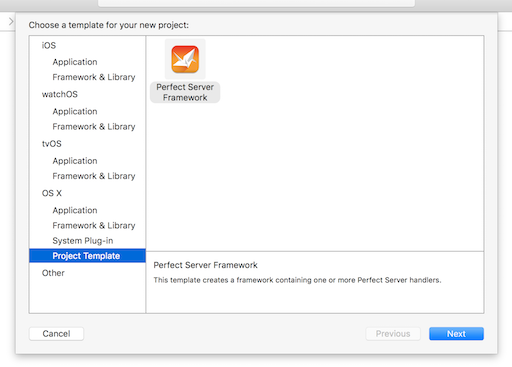 Choose a template for your new project:
iOS
Application
Framework & Library
watchOS
Application
Framework & Library
tvOS
Application
Framework & Library
OS X
Application
Framework & Library
System Plug-in
Project Template
Other
Perfect Server
Framework
Perfect Server Framework
This template creates a framework containing one or more Perfect Server handlers.
Cancel
Previous
Next